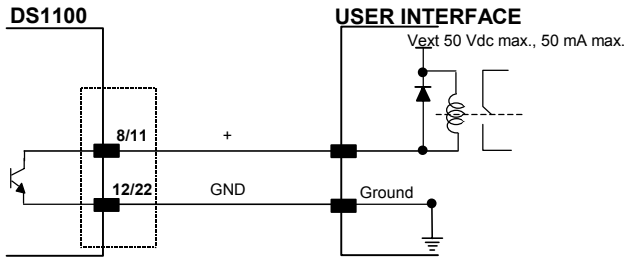 DS1100
USER INTERFACE
Vext 50 Vdc max., 50 mA max.
8/11
+
12/22
GND
Ground